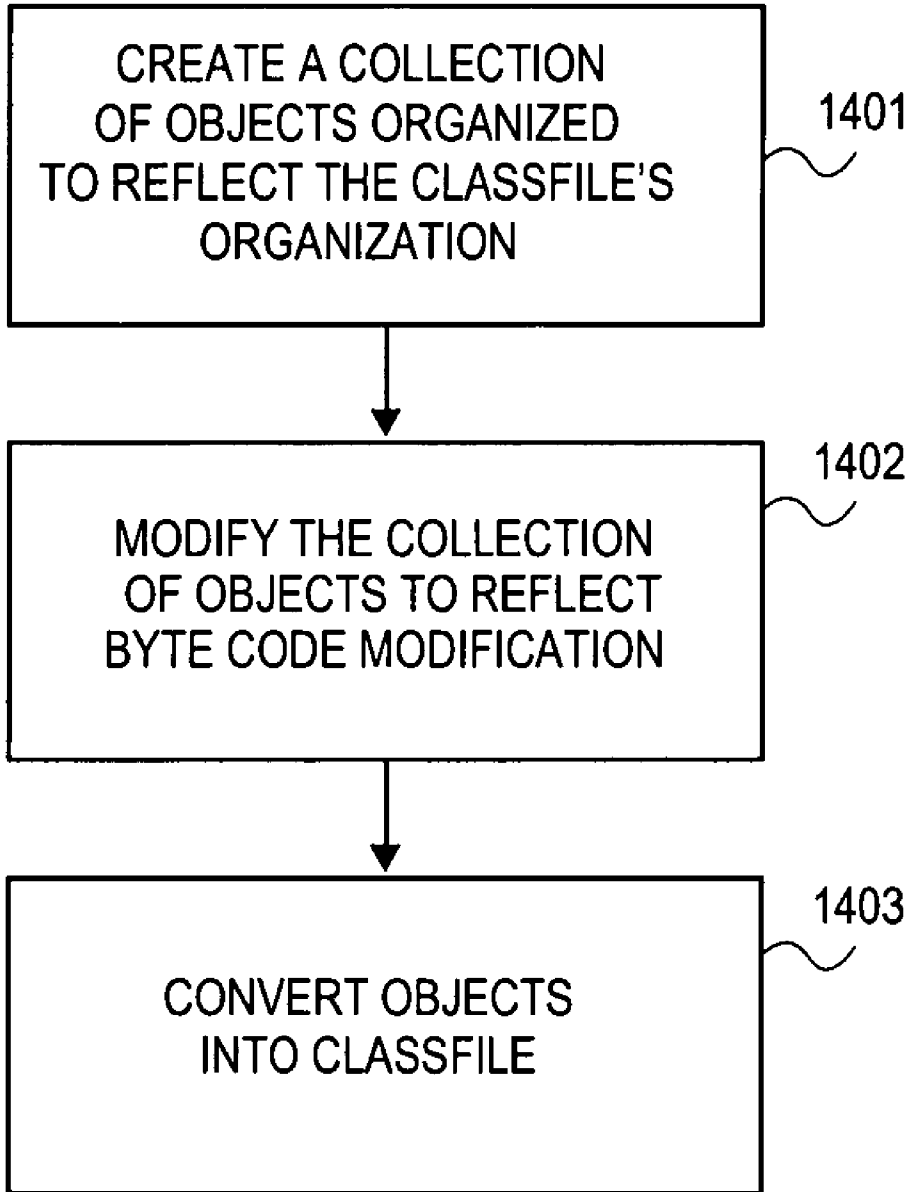 CREATE A COLLECTION
OF OBJECTS ORGANIZED
TO REFLECT THE CLASSFILE'S
ORGANIZATION
1401
MODIFY THE COLLECTION
OF OBJECTS TO REFLECT
BYTE CODE MODIFICATION
1402
CONVERT OBJECTS
INTO CLASSFILE
1403